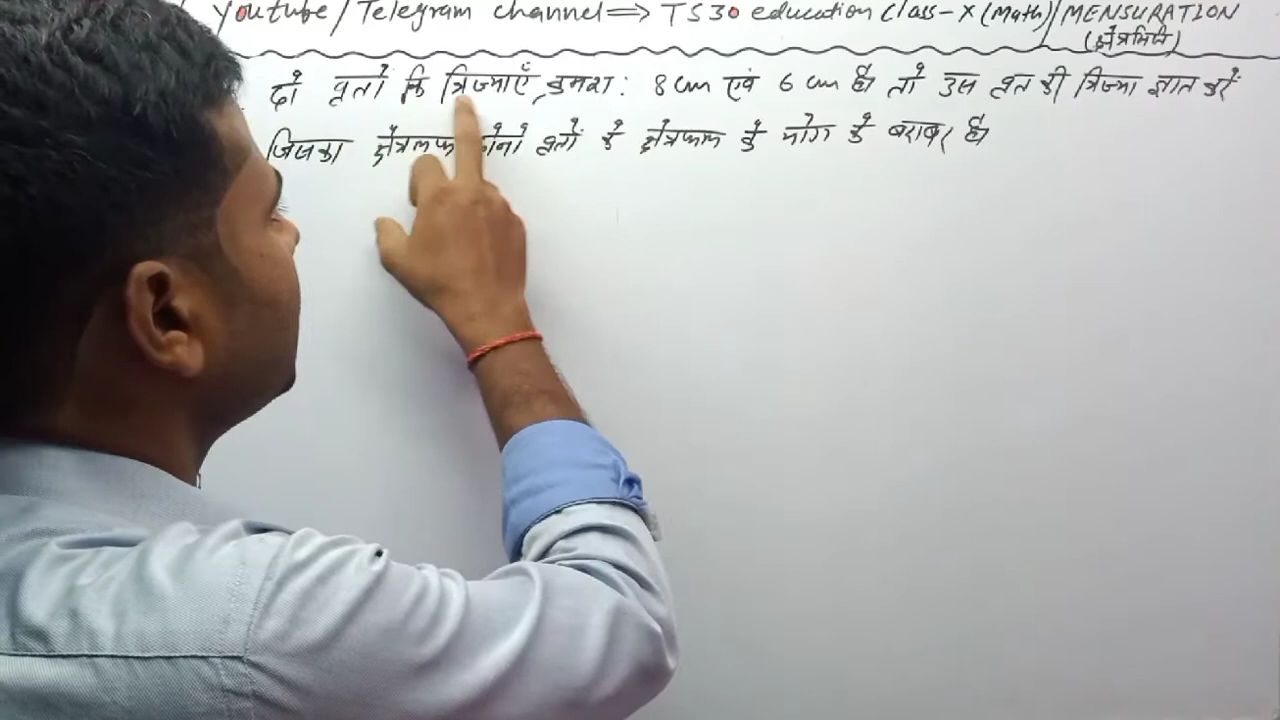 Youtube/Telegram channel ⇒ TS30 education class-X (Math)//MENSURATION
(क्षेत्रमिति)
दो वृतों कि त्रिज्याएँ क्रमश: 8 cm एवं 6 cm है। तो उस वृत की त्रिज्या ज्ञात करें
जिसका क्षेत्रलफ दोनों वृतों के क्षेत्रफल के योग के बराबर है।